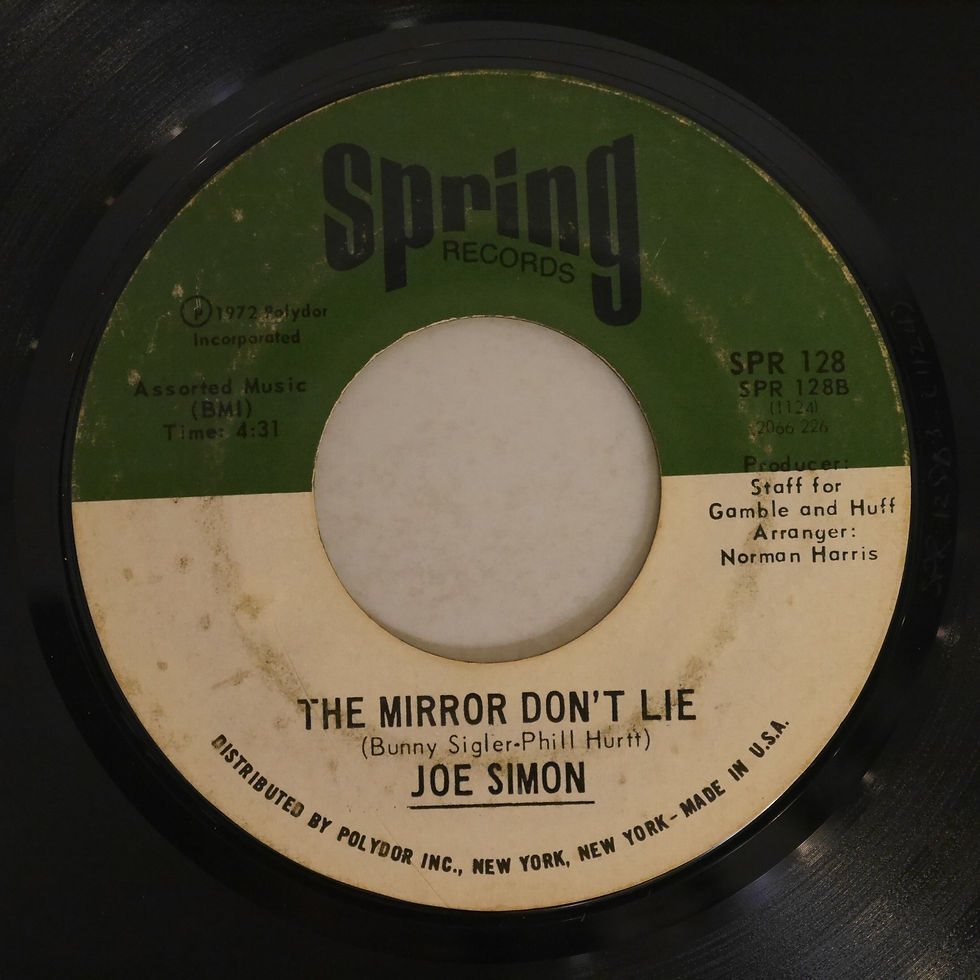 Spring
RECORDS
Ⓟ 1972 Polydor
Incorporated
Assorted Music
(BMI)
Time: 4:31
SPR 128
SPR 128B
(1124)
2066 226
Producer:
Staff for
Gamble and Huff
Arranger:
Norman Harris
THE MIRROR DON'T LIE
(Bunny Sigler-Phill Hurtt)
JOE SIMON
DISTRIBUTED BY POLYDOR INC., NEW YORK, NEW YORK - MADE IN U.S.A.